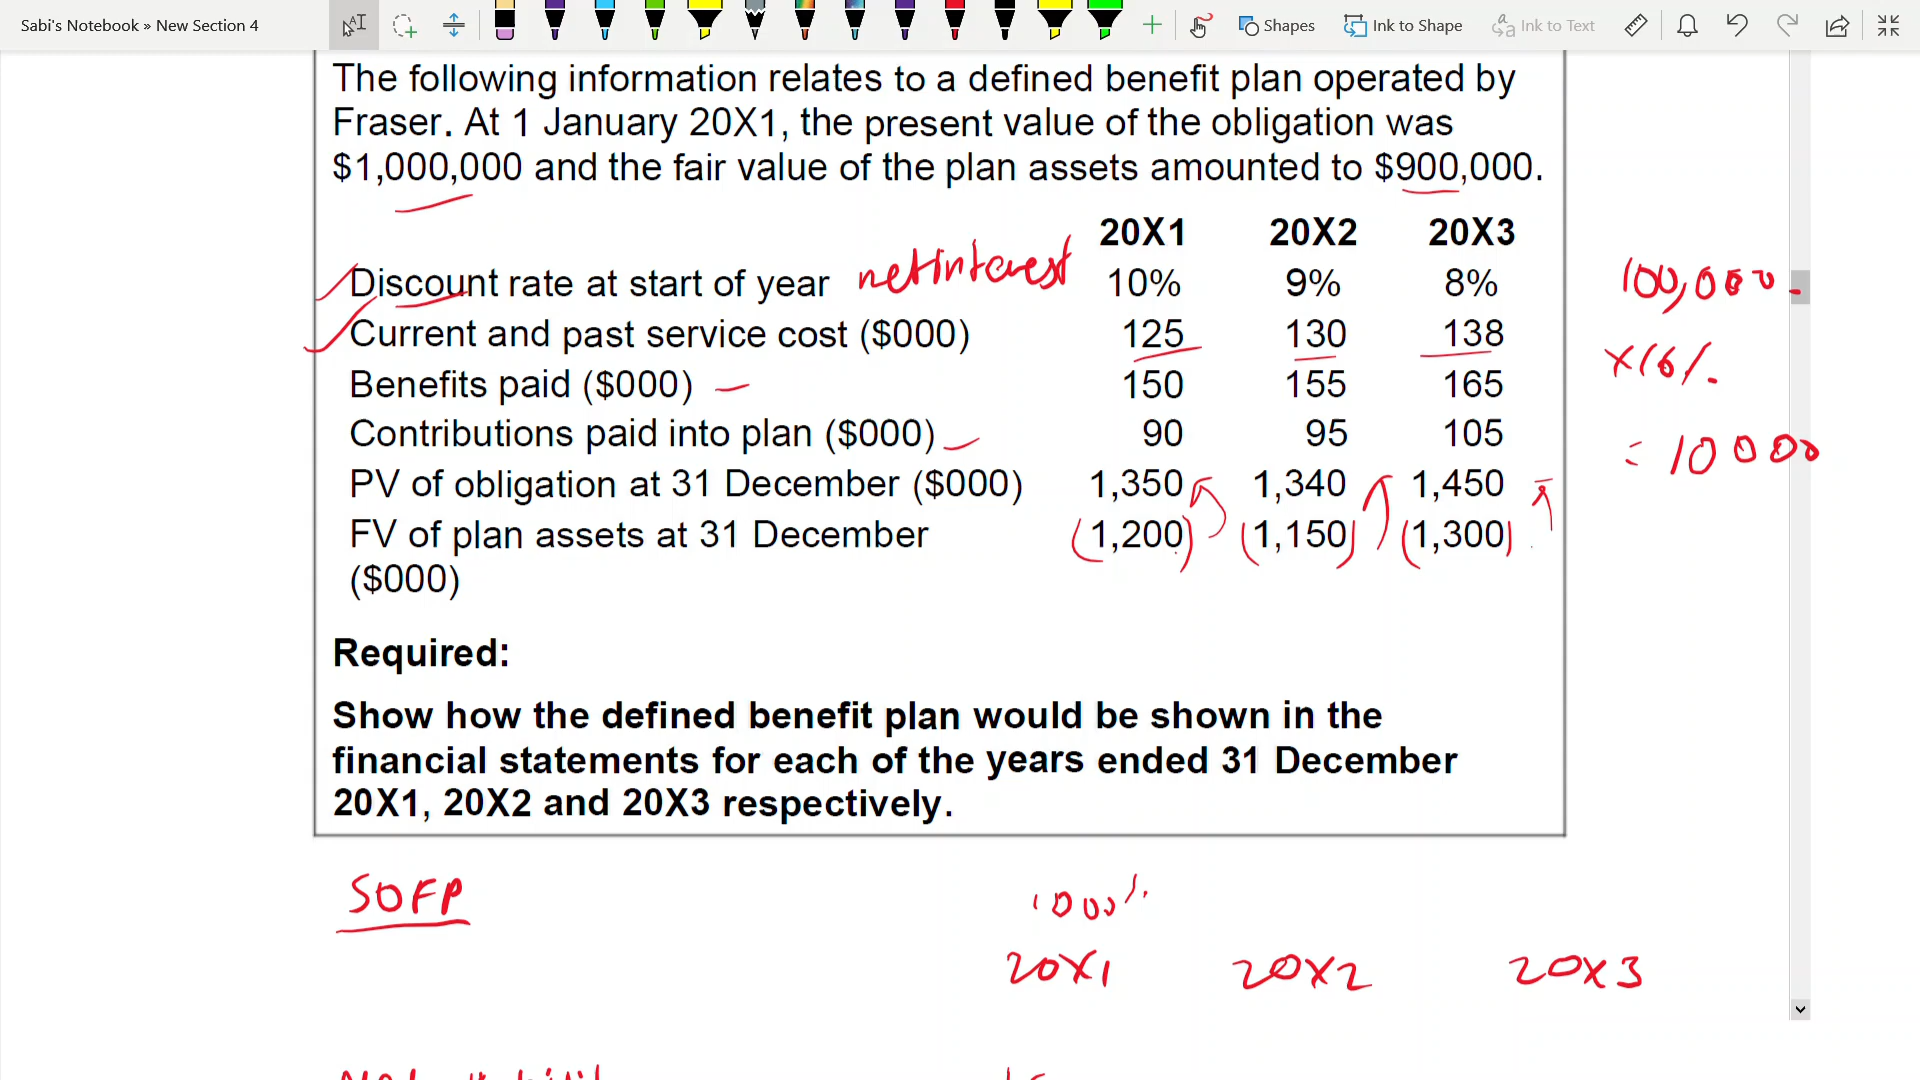 Sabi's Notebook » New Section 4
Shapes
Ink to Shape
Ink to Text
The following information relates to a defined benefit plan operated by
Fraser. At 1 January 20X1, the present value of the obligation was
$1,000,000 and the fair value of the plan assets amounted to $900,000.
20X1 20X2 20X3
Discount rate at start of year net interest 10% 9% 8%
100,000
Current and past service cost ($000) 125 130 138
x10%
Benefits paid ($000) 150 155 165
Contributions paid into plan ($000) 90 95 105
= 10000
PV of obligation at 31 December ($000) 1,350 1,340 1,450
FV of plan assets at 31 December (1,200) (1,150) (1,300)
($000)
Required:
Show how the defined benefit plan would be shown in the
financial statements for each of the years ended 31 December
20X1, 20X2 and 20X3 respectively.
SOFP
20X1 20X2 20X3